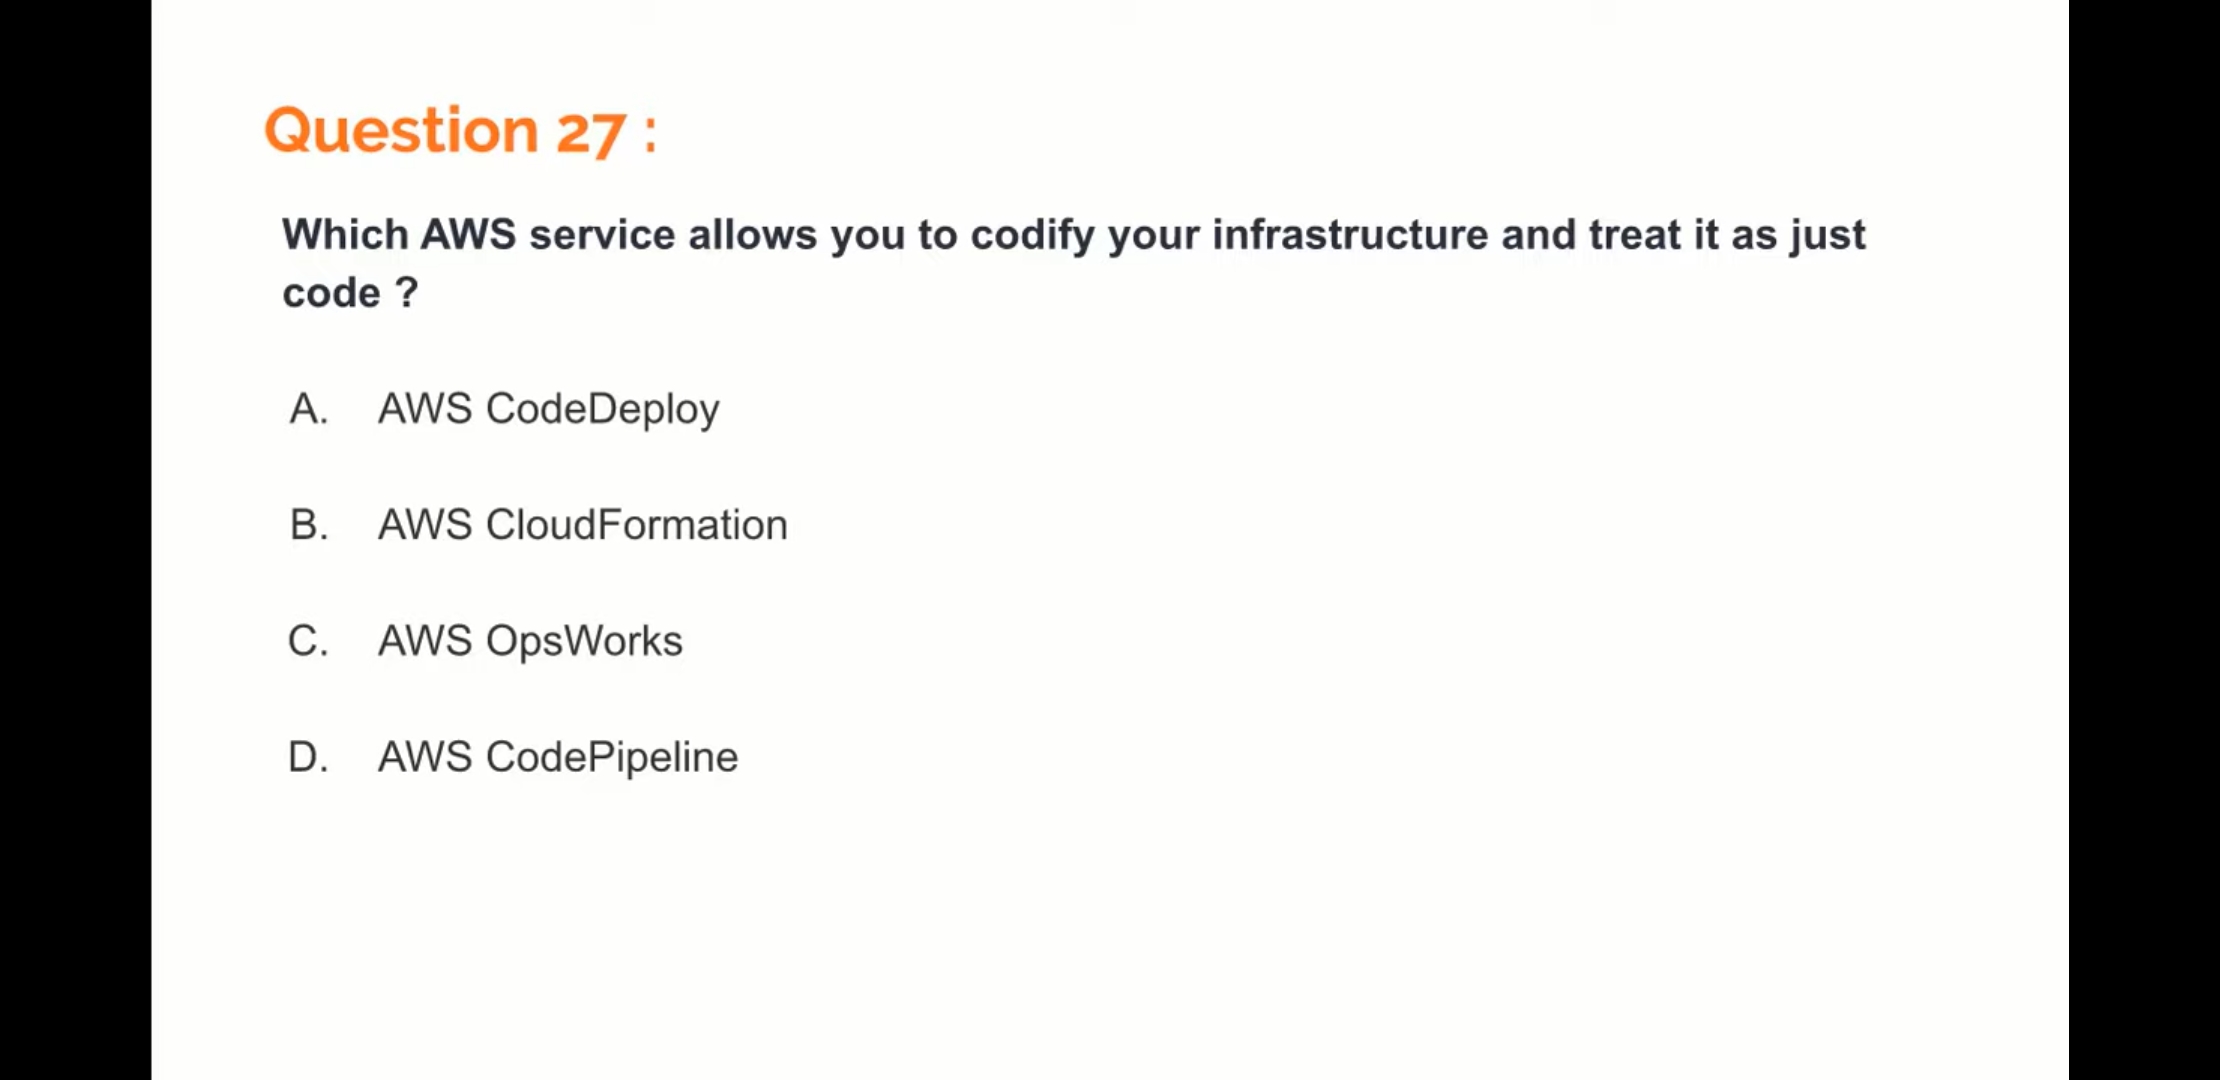 Question 27 :
Which AWS service allows you to codify your infrastructure and treat it as just
code ?
A. AWS CodeDeploy
B. AWS CloudFormation
C. AWS OpsWorks
D. AWS CodePipeline